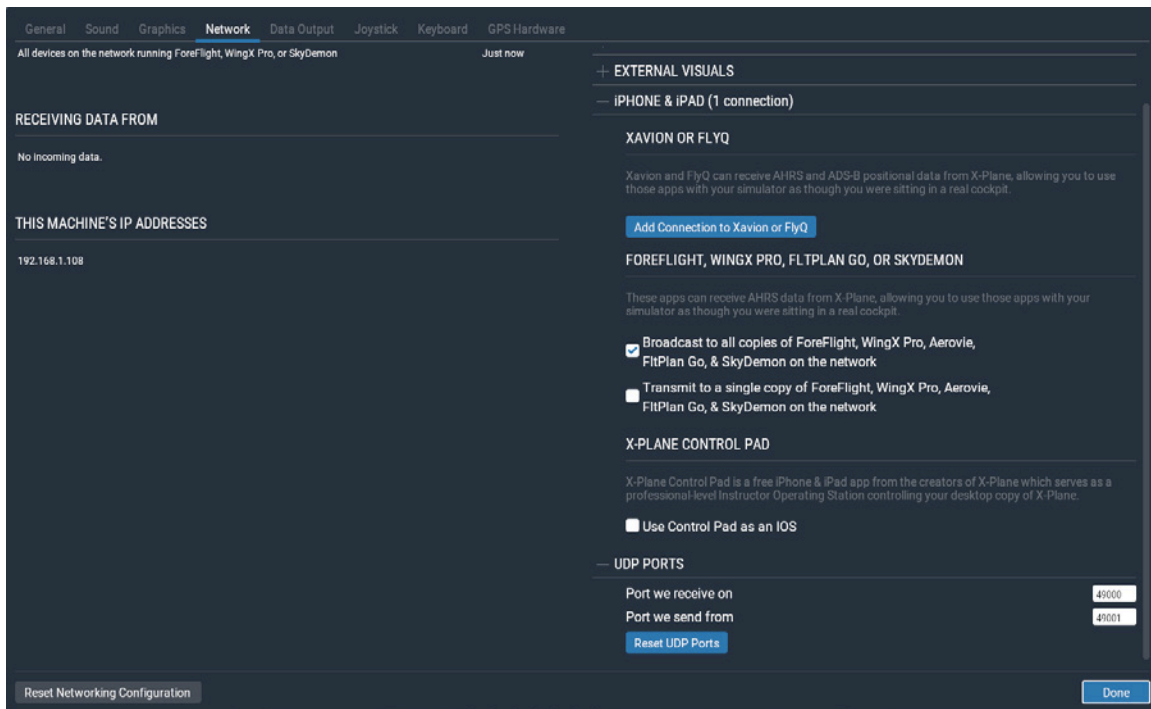 General Sound Graphics Network Data Output Joystick Keyboard GPS Hardware
All devices on the network running ForeFlight, WingX Pro, or SkyDemon Just now
RECEIVING DATA FROM
No incoming data.
THIS MACHINE'S IP ADDRESSES
192.168.1.108
EXTERNAL VISUALS
iPHONE & iPAD (1 connection)
XAVION OR FLYQ
Xavion and FlyQ can receive AHRS and ADS-B positional data from X-Plane, allowing you to use
those apps with your simulator as though you were sitting in a real cockpit.
Add Connection to Xavion or FlyQ
FOREFLIGHT, WINGX PRO, FLTPLAN GO, OR SKYDEMON
These apps can receive AHRS data from X-Plane, allowing you to use those apps with your
simulator as though you were sitting in a real cockpit.
Broadcast to all copies of ForeFlight, WingX Pro, Aerovie,
FltPlan Go, & SkyDemon on the network
Transmit to a single copy of ForeFlight, WingX Pro, Aerovie,
FltPlan Go, & SkyDemon on the network
X-PLANE CONTROL PAD
X-Plane Control Pad is a free iPhone & iPad app from the creators of X-Plane which serves as a
professional-level Instructor Operating Station controlling your desktop copy of X-Plane.
Use Control Pad as an IOS
UDP PORTS
Port we receive on 49000
Port we send from 49001
Reset UDP Ports
Reset Networking Configuration Done